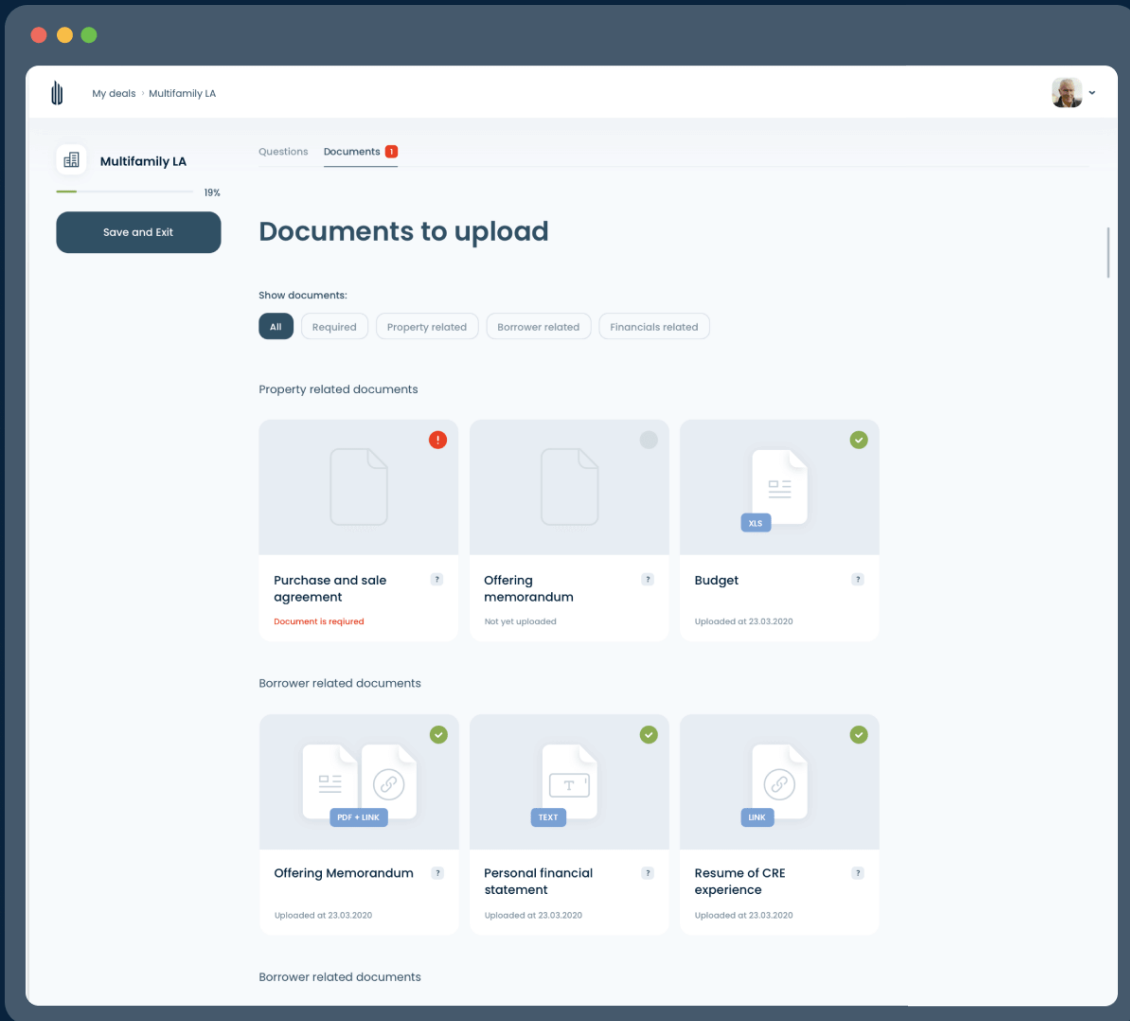 My deals › Multifamily LA
Multifamily LA
19%
Save and Exit
Questions Documents 1
Documents to upload
Show documents:
All Required Property related Borrower related Financials related
Property related documents
!
XLS
Purchase and sale
agreement
?
Document is reqiured
Offering
memorandum
?
Not yet uploaded
Budget
?
Uploaded at 23.03.2020
Borrower related documents
PDF + LINK
T
TEXT
LINK
Offering Memorandum
?
Uploaded at 23.03.2020
Personal financial
statement
?
Uploaded at 23.03.2020
Resume of CRE
experience
?
Uploaded at 23.03.2020
Borrower related documents